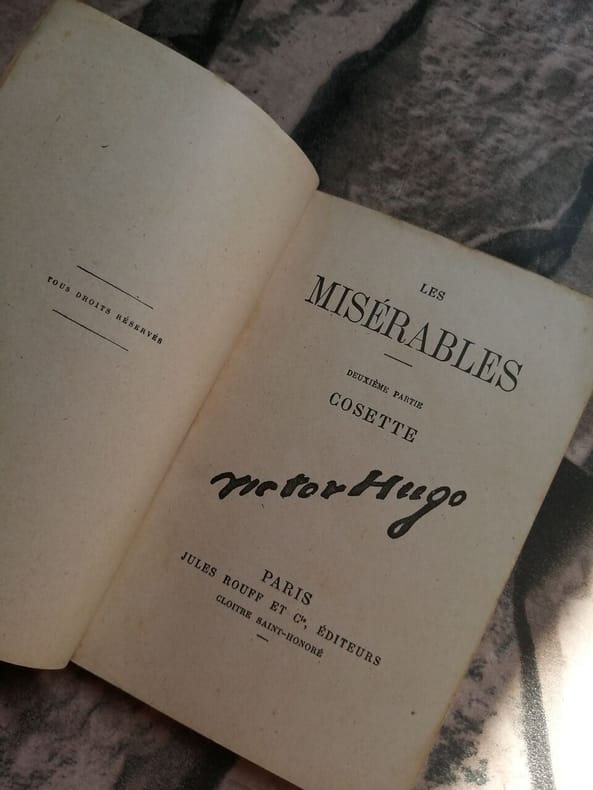 TOUS DROITS RÉSERVÉS
LES
MISÉRABLES
DEUXIÈME PARTIE
COSETTE
Victor Hugo
PARIS
JULES ROUFF ET Cie, ÉDITEURS
CLOITRE SAINT-HONORÉ